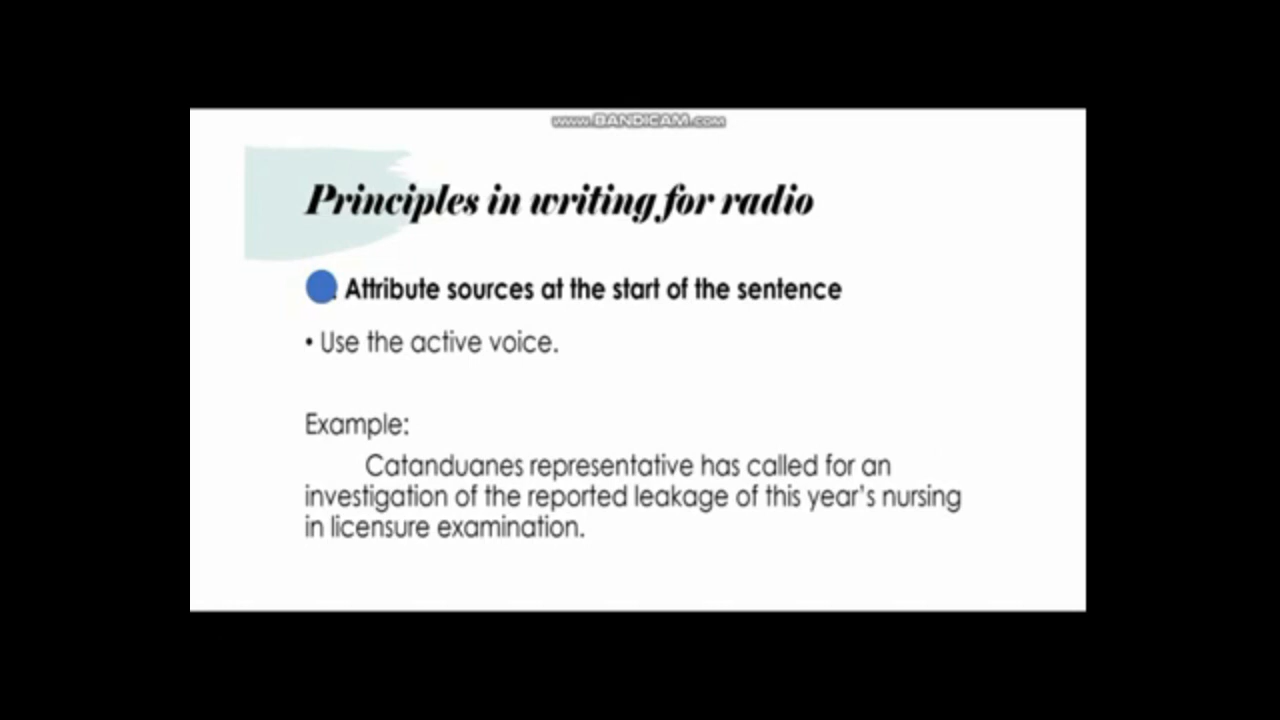 www.BANDICAM.com
Principles in writing for radio
. Attribute sources at the start of the sentence
• Use the active voice.
Example:
Catanduanes representative has called for an
investigation of the reported leakage of this year's nursing
in licensure examination.